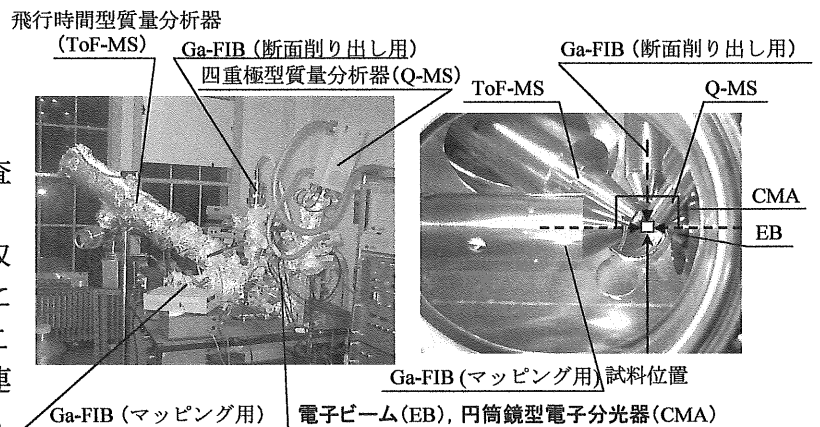 飛行時間型質量分析器
(ToF-MS)
Ga-FIB (断面削り出し用)
四重極型質量分析器(Q-MS)
Ga-FIB (断面削り出し用)
ToF-MS
Q-MS
CMA
EB
Ga-FIB (マッピング用)
試料位置
Ga-FIB (マッピング用)
電子ビーム(EB), 円筒鏡型電子分光器(CMA)
査